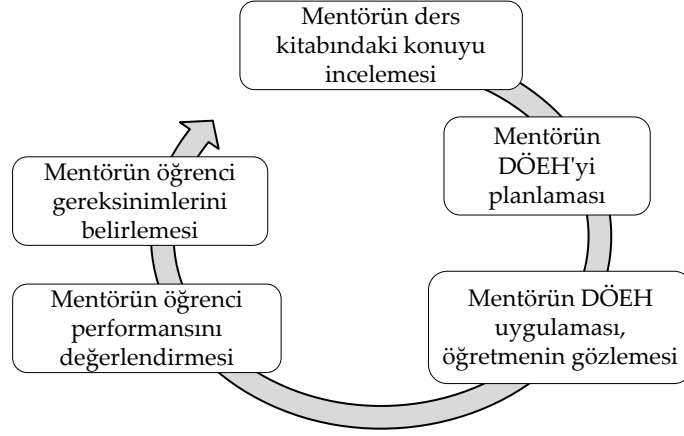 Mentörün ders
kitabındaki konuyu
incelemesi
Mentörün
DÖEH'yi
planlaması
Mentörün DÖEH
uygulaması,
öğretmenin gözlemesi
Mentörün öğrenci
performansını
değerlendirmesi
Mentörün öğrenci
gereksinimlerini
belirlemesi